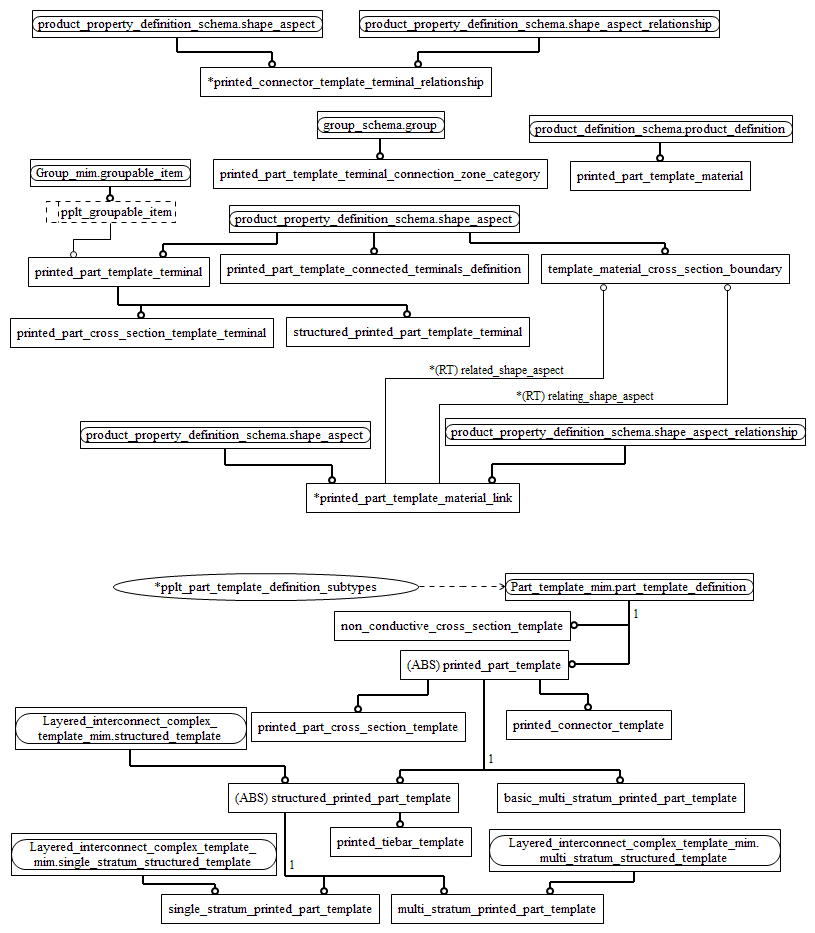 product_property_definition_schema.shape_aspect
product_property_definition_schema.shape_aspect_relationship
*printed_connector_template_terminal_relationship
group_schema.group
product_definition_schema.product_definition
printed_part_template_terminal_connection_zone_category
printed_part_template_material
Group_mim.groupable_item
pplt_groupable_item
product_property_definition_schema.shape_aspect
printed_part_template_terminal
printed_part_template_connected_terminals_definition
template_material_cross_section_boundary
printed_part_cross_section_template_terminal
structured_printed_part_template_terminal
*(RT) related_shape_aspect
*(RT) relating_shape_aspect
product_property_definition_schema.shape_aspect
product_property_definition_schema.shape_aspect_relationship
*printed_part_template_material_link
*pplt_part_template_definition_subtypes
Part_template_mim.part_template_definition
1
non_conductive_cross_section_template
(ABS) printed_part_template
Layered_interconnect_complex_
template_mim.structured_template
printed_part_cross_section_template
printed_connector_template
1
(ABS) structured_printed_part_template
basic_multi_stratum_printed_part_template
printed_tiebar_template
Layered_interconnect_complex_template_
mim.single_stratum_structured_template
1
Layered_interconnect_complex_template_mim.
multi_stratum_structured_template
single_stratum_printed_part_template
multi_stratum_printed_part_template